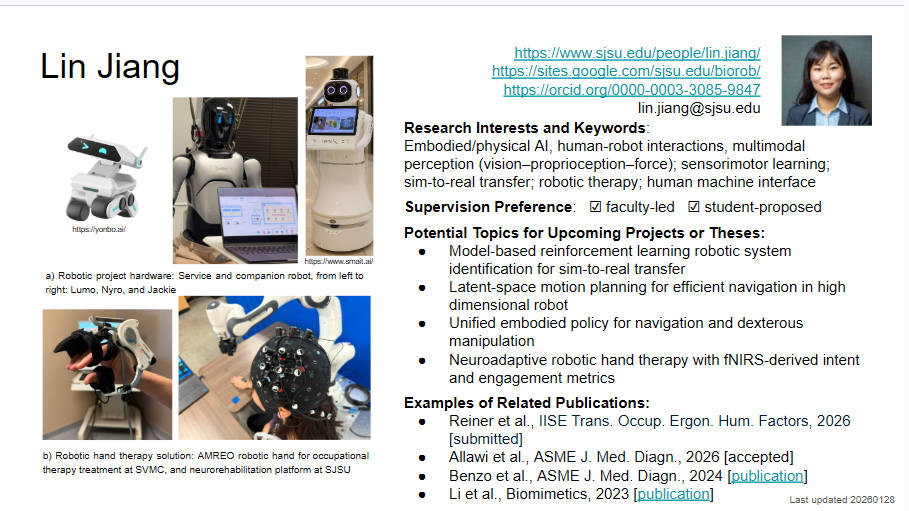 Lin Jiang
https://www.sjsu.edu/people/lin.jiang/
https://sites.google.com/sjsu.edu/biorob/
https://orcid.org/0000-0003-3085-9847
lin.jiang@sjsu.edu
https://yonbo.ai/
https://www.smait.ai/
a) Robotic project hardware: Service and companion robot, from left to
right: Lumo, Nyro, and Jackie
b) Robotic hand therapy solution: AMREO robotic hand for occupational
therapy treatment at SVMC, and neurorehabilitation platform at SJSU
Research Interests and Keywords:
Embodied/physical AI, human-robot interactions, multimodal
perception (vision–proprioception–force); sensorimotor learning;
sim-to-real transfer; robotic therapy; human machine interface
Supervision Preference: ☑ faculty-led ☑ student-proposed
Potential Topics for Upcoming Projects or Theses:
● Model-based reinforcement learning robotic system
identification for sim-to-real transfer
● Latent-space motion planning for efficient navigation in high
dimensional robot
● Unified embodied policy for navigation and dexterous
manipulation
● Neuroadaptive robotic hand therapy with fNIRS-derived intent
and engagement metrics
Examples of Related Publications:
● Reiner et al., IISE Trans. Occup. Ergon. Hum. Factors, 2026
[submitted]
● Allawi et al., ASME J. Med. Diagn., 2026 [accepted]
● Benzo et al., ASME J. Med. Diagn., 2024 [publication]
● Li et al., Biomimetics, 2023 [publication]
Last updated 20260128